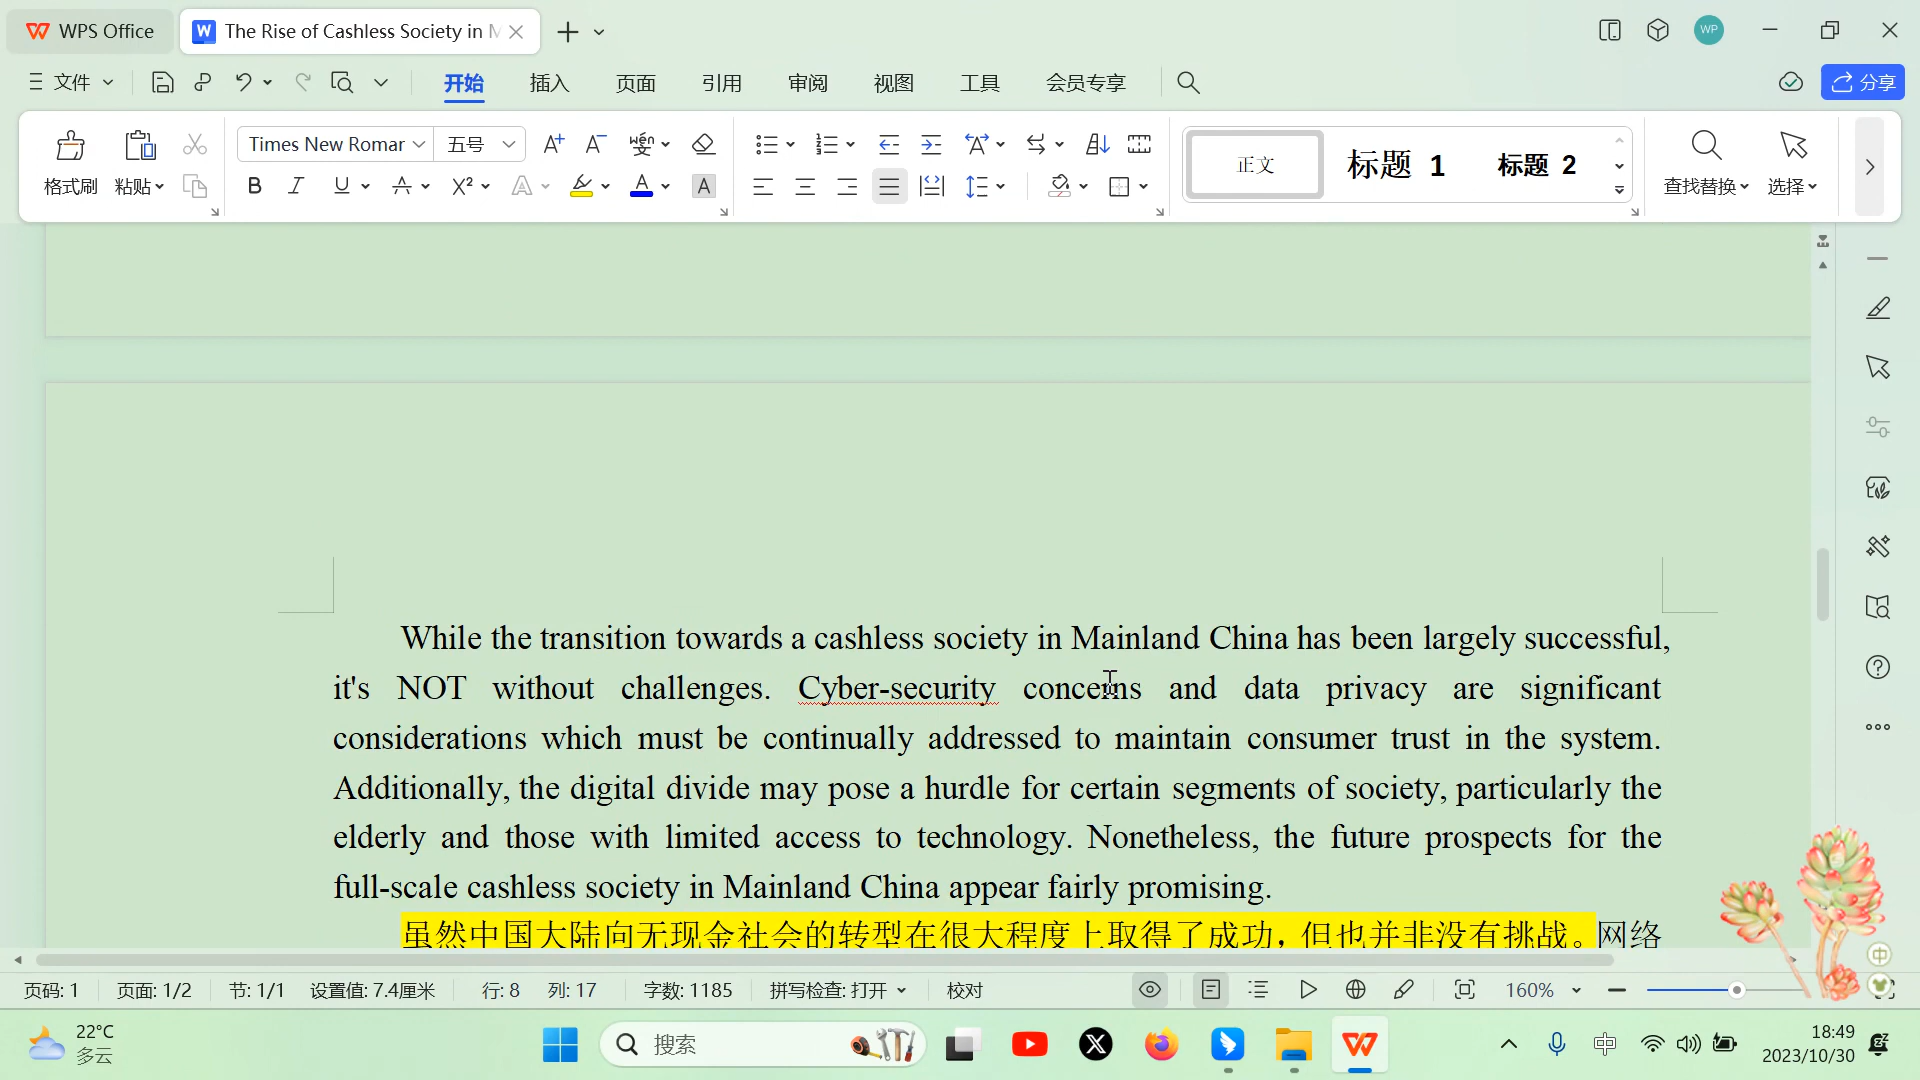 WPS Office
The Rise of Cashless Society in M
WP
文件
开始
插入
页面
引用
审阅
视图
工具
会员专享
分享
格式刷
粘贴
Times New Romar
五号
正文
标题 1
标题 2
查找替换
选择
While the transition towards a cashless society in Mainland China has been largely successful,
it's NOT without challenges. Cyber-security concerns and data privacy are significant
considerations which must be continually addressed to maintain consumer trust in the system.
Additionally, the digital divide may pose a hurdle for certain segments of society, particularly the
elderly and those with limited access to technology. Nonetheless, the future prospects for the
full-scale cashless society in Mainland China appear fairly promising.
虽然中国大陆向无现金社会的转型在很大程度上取得了成功，但也并非没有挑战。网络
中
页码: 1
页面: 1/2
节: 1/1
设置值: 7.4厘米
行: 8
列: 17
字数: 1185
拼写检查: 打开
校对
160%
22°C
多云
搜索
中
18:49
2023/10/30